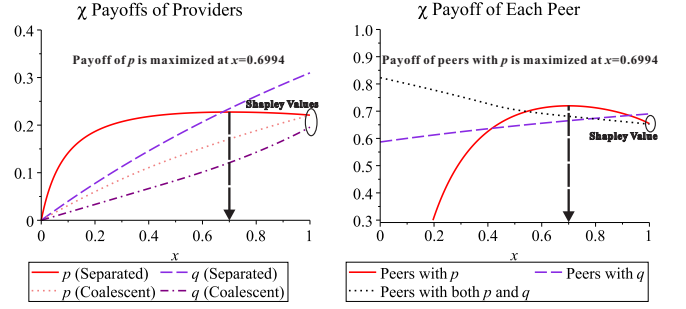 χ Payoffs of Providers
0.4
0.3
0.2
0.1
0
0
0.2
0.4
0.6
0.8
1
x
Payoff of p is maximized at x=0.6994
Shapley Values
p (Separated)
q (Separated)
p (Coalescent)
q (Coalescent)
χ Payoff of Each Peer
1.0
0.9
0.8
0.7
0.6
0.5
0.4
0.3
0
0.2
0.4
0.6
0.8
1
x
Payoff of peers with p is maximized at x=0.6994
Shapley Value
Peers with p
Peers with q
Peers with both p and q